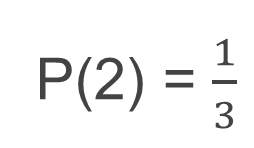 P(2) = 1/3